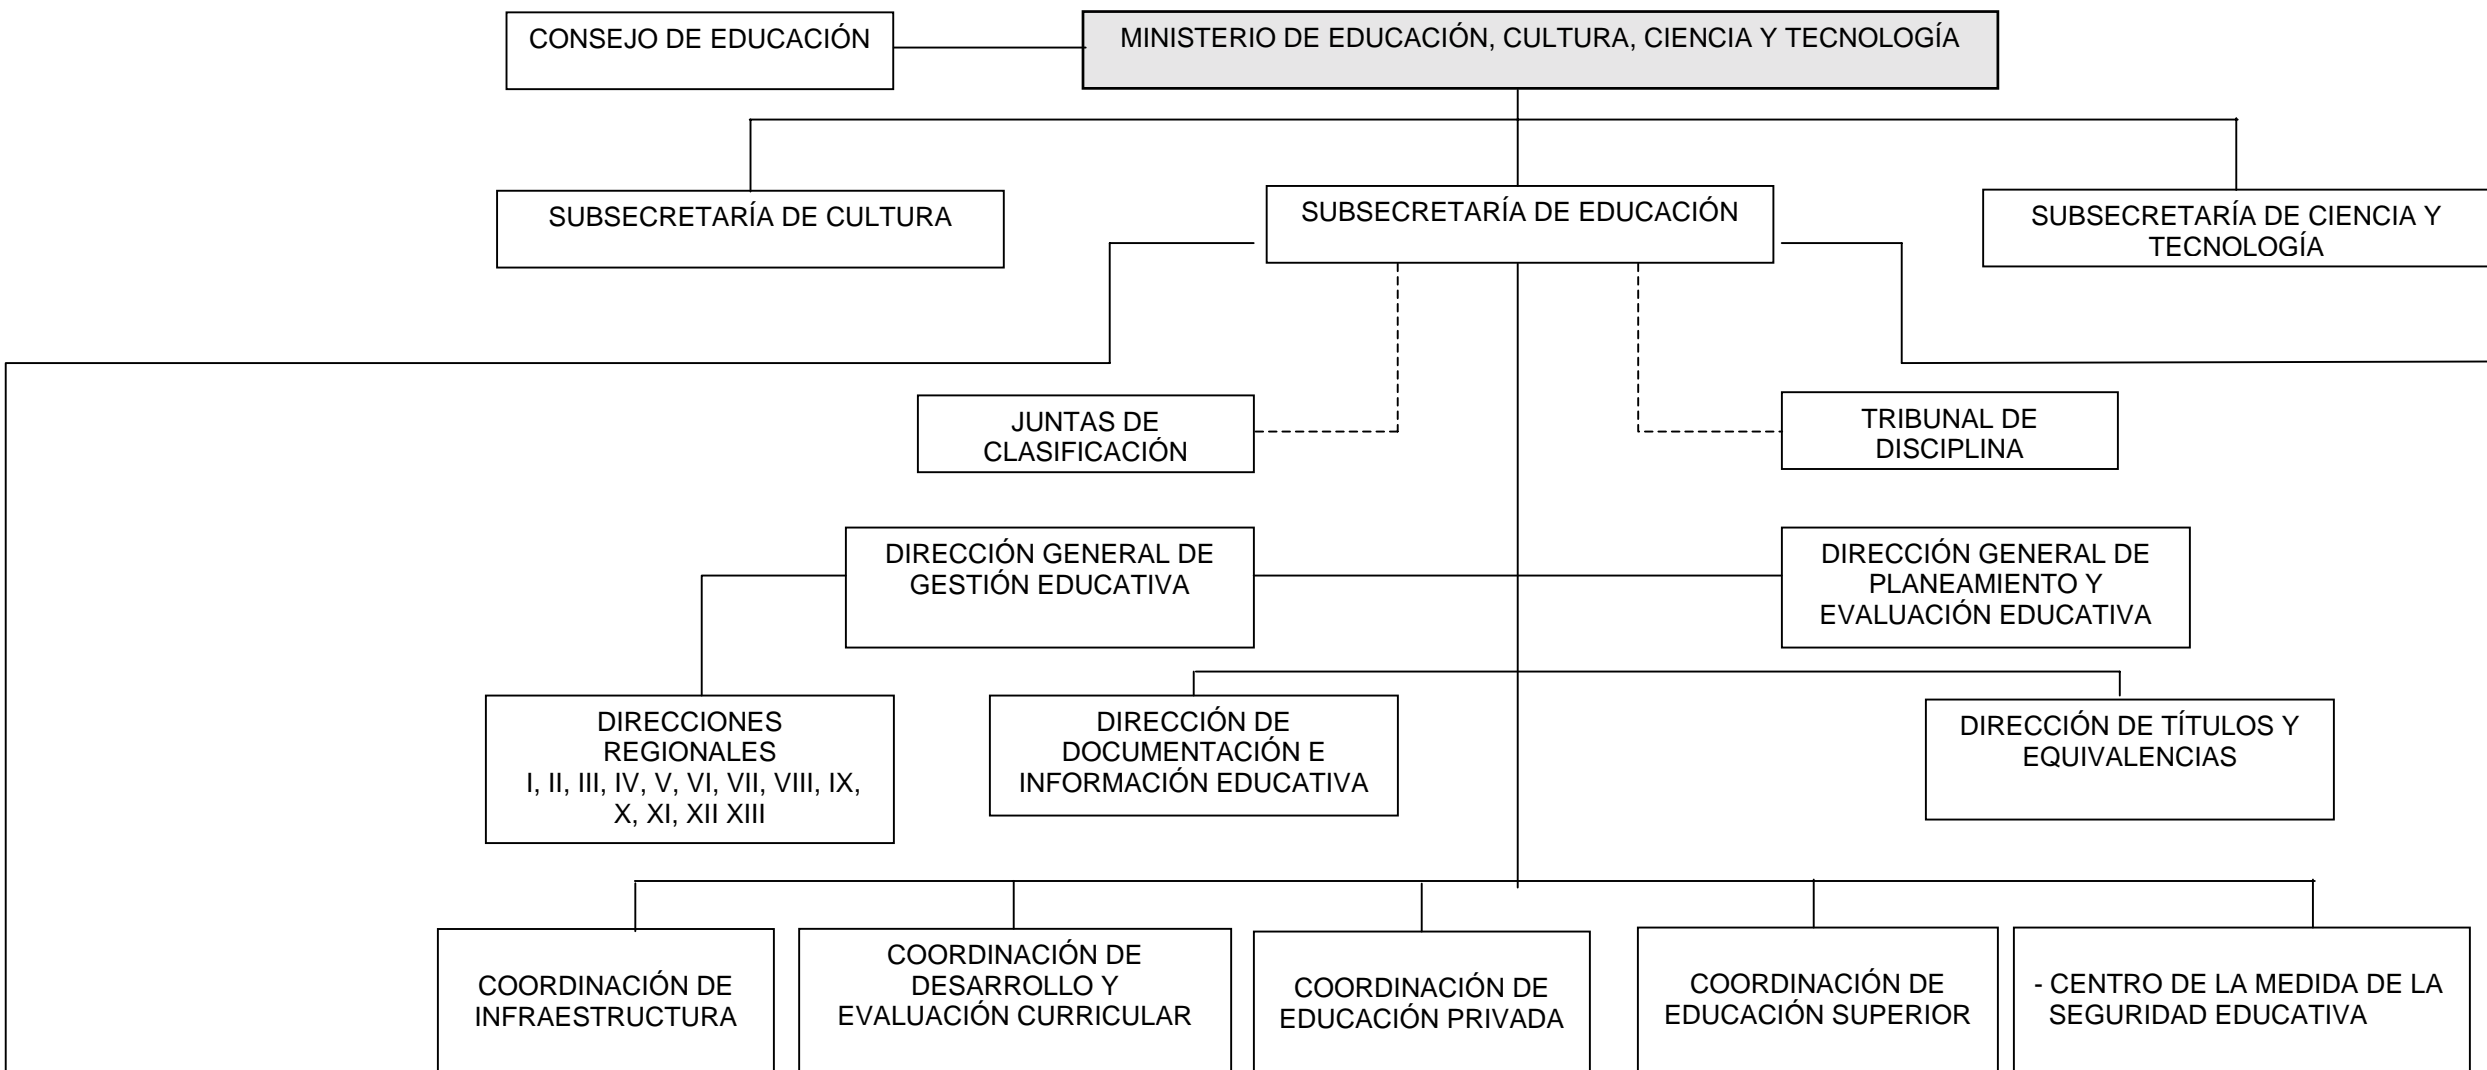 CONSEJO DE EDUCACIÓN
MINISTERIO DE EDUCACIÓN, CULTURA, CIENCIA Y TECNOLOGÍA
SUBSECRETARÍA DE CULTURA
SUBSECRETARÍA DE EDUCACIÓN
SUBSECRETARÍA DE CIENCIA Y
TECNOLOGÍA
JUNTAS DE
CLASIFICACIÓN
TRIBUNAL DE
DISCIPLINA
DIRECCIÓN GENERAL DE
GESTIÓN EDUCATIVA
DIRECCIÓN GENERAL DE
PLANEAMIENTO Y
EVALUACIÓN EDUCATIVA
DIRECCIONES
REGIONALES
I, II, III, IV, V, VI, VII, VIII, IX,
X, XI, XII XIII
DIRECCIÓN DE
DOCUMENTACIÓN E
INFORMACIÓN EDUCATIVA
DIRECCIÓN DE TÍTULOS Y
EQUIVALENCIAS
COORDINACIÓN DE
INFRAESTRUCTURA
COORDINACIÓN DE
DESARROLLO Y
EVALUACIÓN CURRICULAR
COORDINACIÓN DE
EDUCACIÓN PRIVADA
COORDINACIÓN DE
EDUCACIÓN SUPERIOR
- CENTRO DE LA MEDIDA DE LA
SEGURIDAD EDUCATIVA